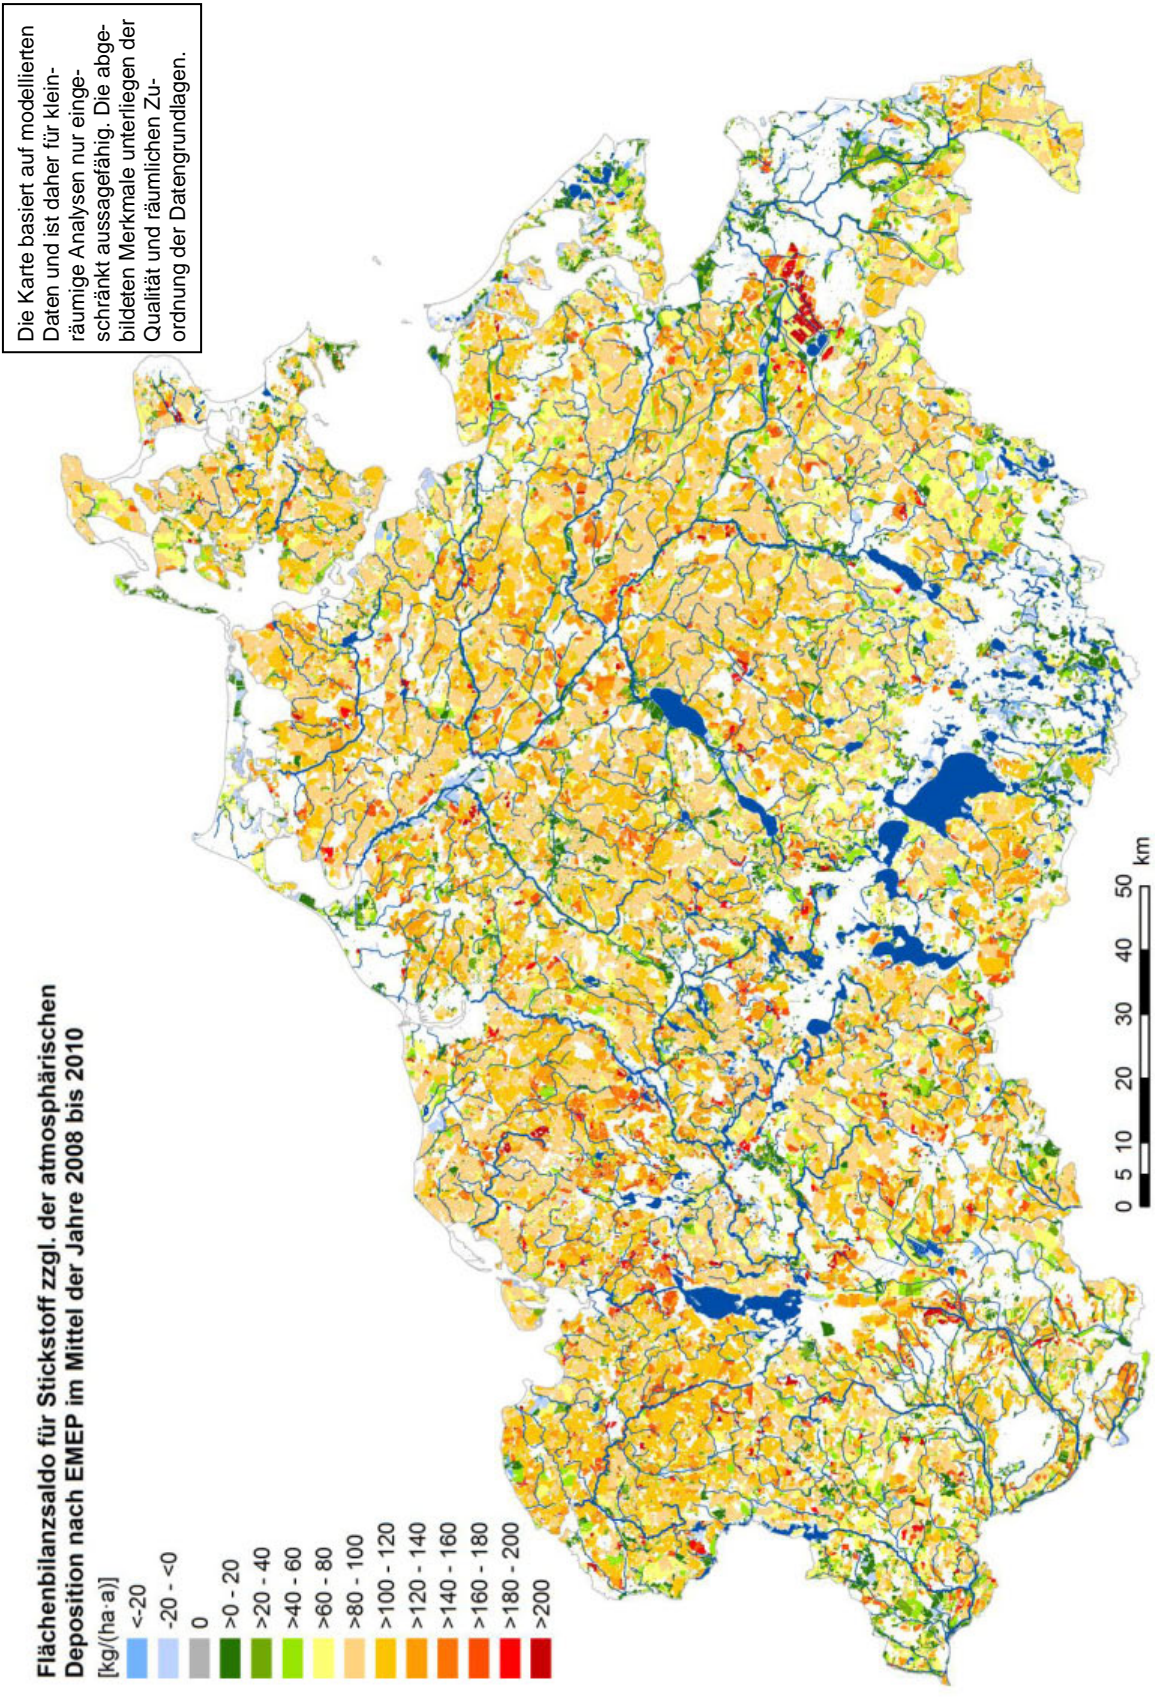 Flächenbilanzsaldo für Stickstoff zzgl. der atmosphärischen
Deposition nach EMEP im Mittel der Jahre 2008 bis 2010
[kg/(ha·a)]
<-20
-20 - <0
0
>0 - 20
>20 - 40
>40 - 60
>60 - 80
>80 - 100
>100 - 120
>120 - 140
>140 - 160
>160 - 180
>180 - 200
>200
Die Karte basiert auf modellierten
Daten und ist daher für klein-
räumige Analysen nur einge-
schränkt aussagefähig. Die abge-
bildeten Merkmale unterliegen der
Qualität und räumlichen Zu-
ordnung der Datengrundlagen.
0 5 10 20 30 40 50
km